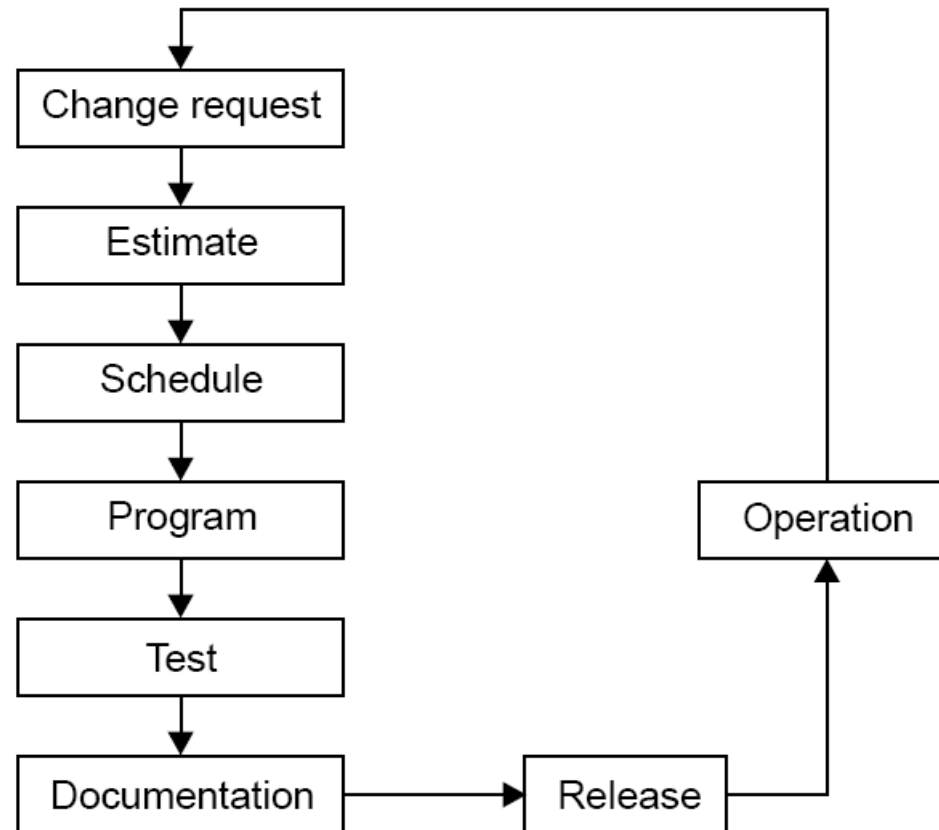 Change request
Estimate
Schedule
Program
Operation
Test
Documentation
Release